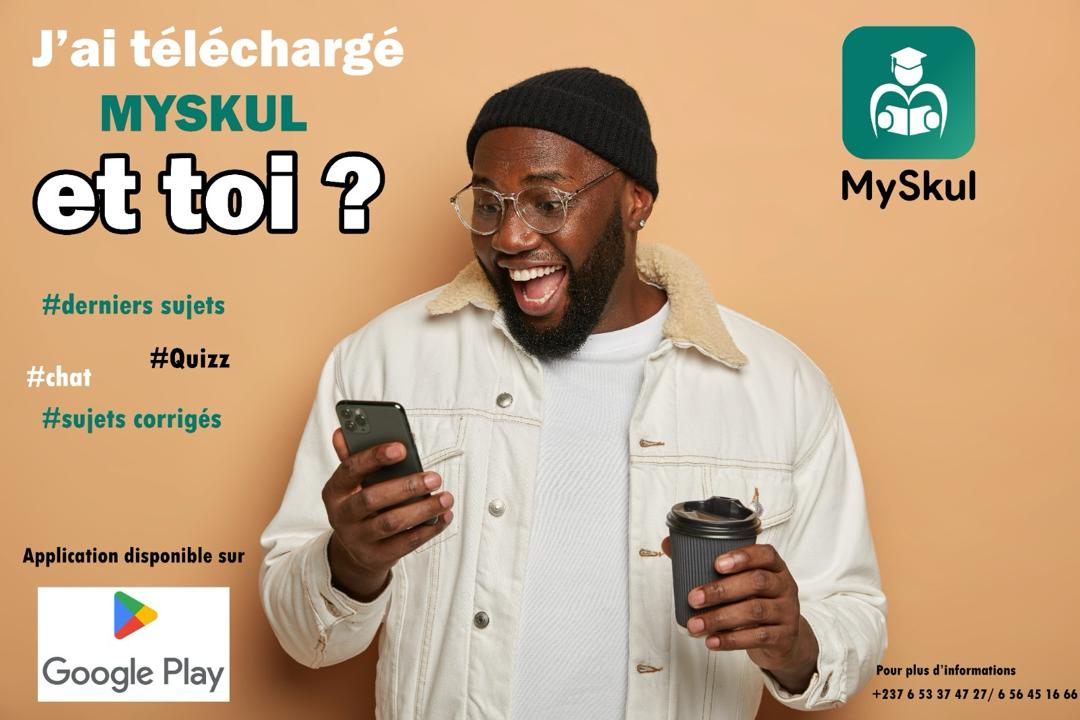 J'ai téléchargé
MYSKUL
et toi ?
MySkul
#derniers sujets
#Quizz
#chat
#sujets corrigés
Application disponible sur
Google Play
Pour plus d'informations
+237 6 53 37 47 27/ 6 56 45 16 66